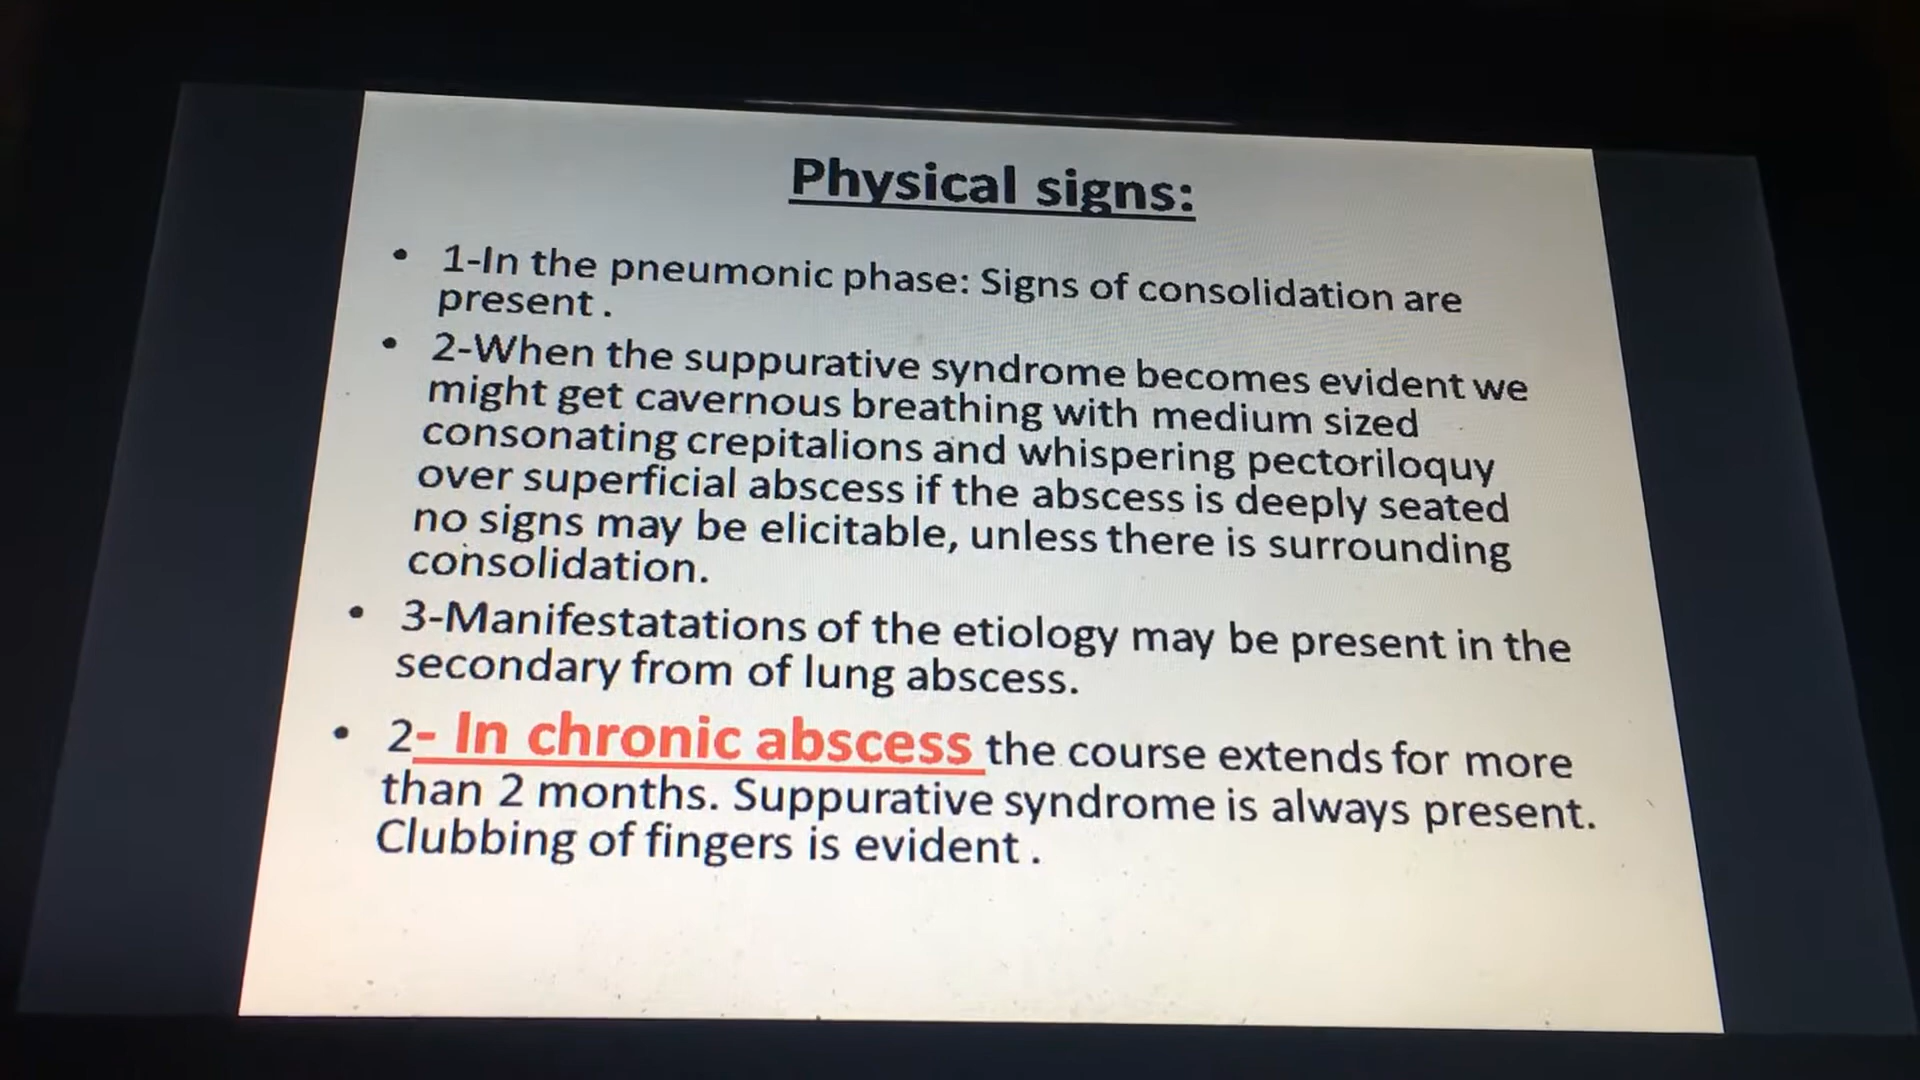 Physical signs:
• 1-In the pneumonic phase: Signs of consolidation are
present .
• 2-When the suppurative syndrome becomes evident we
might get cavernous breathing with medium sized
consonating crepitalions and whispering pectoriloquy
over superficial abscess if the abscess is deeply seated
no signs may be elicitable, unless there is surrounding
consolidation.
• 3-Manifestatations of the etiology may be present in the
secondary from of lung abscess.
• 2- In chronic abscess the course extends for more
than 2 months. Suppurative syndrome is always present.
Clubbing of fingers is evident .